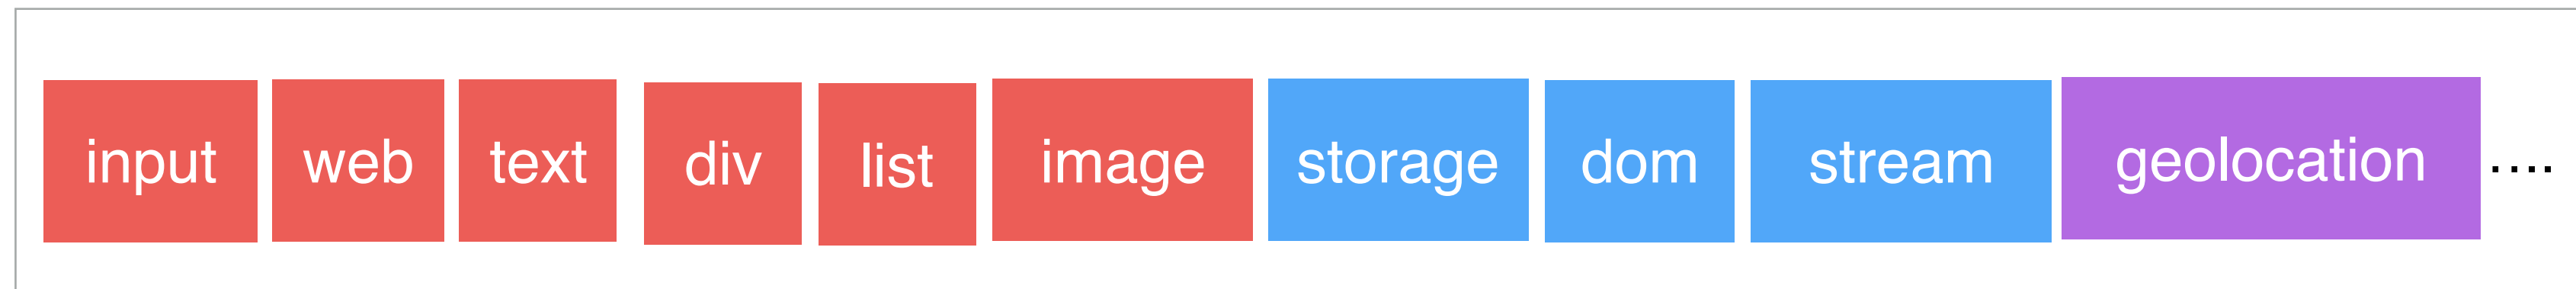 input web text div list image storage dom stream geolocation ....